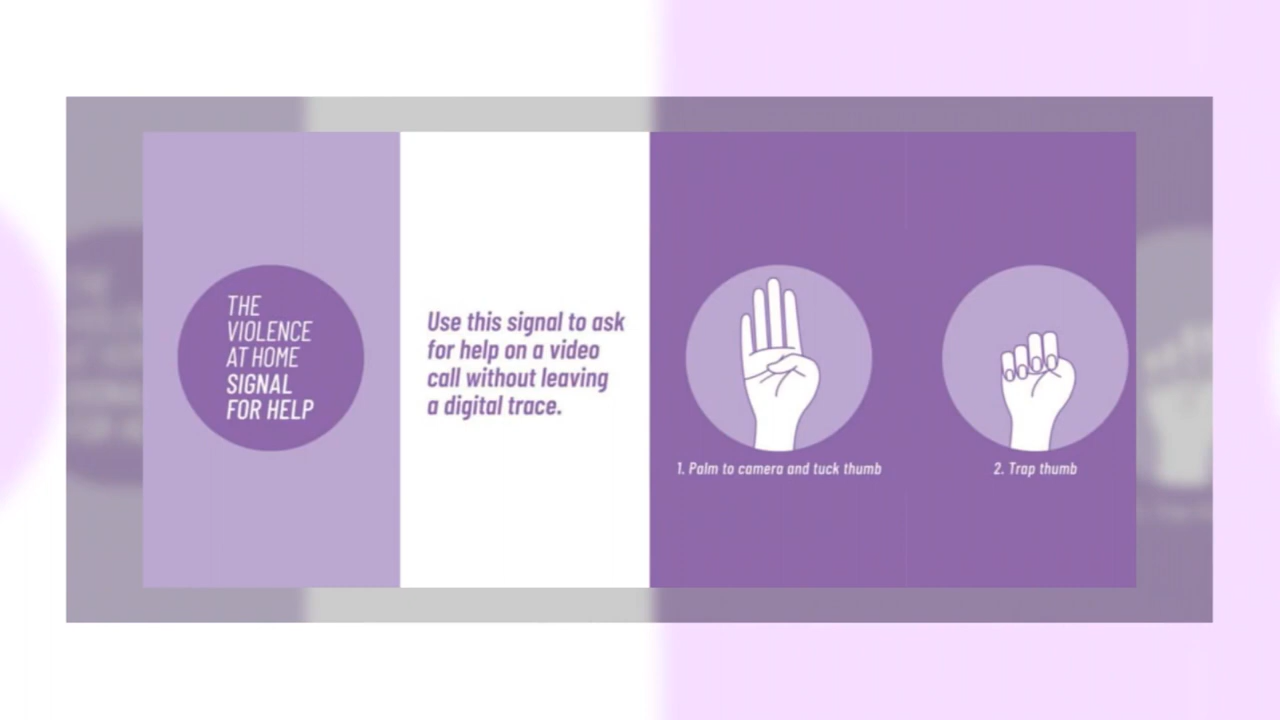 THE
VIOLENCE
AT HOME
SIGNAL
FOR HELP
Use this signal to ask
for help on a video
call without leaving
a digital trace.
1. Palm to camera and tuck thumb
2. Trap thumb